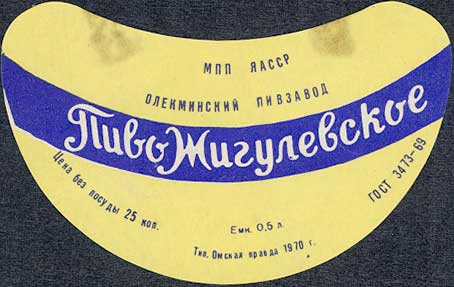 МПП ЯАССР
ОЛЕКМИНСКИЙ ПИВЗАВОД
Пиво Жигулевское
Цена без посуды 25 коп.
ГОСТ 3473-69
Емк. 0,5 л.
Тип. Омская правда 1970 г.